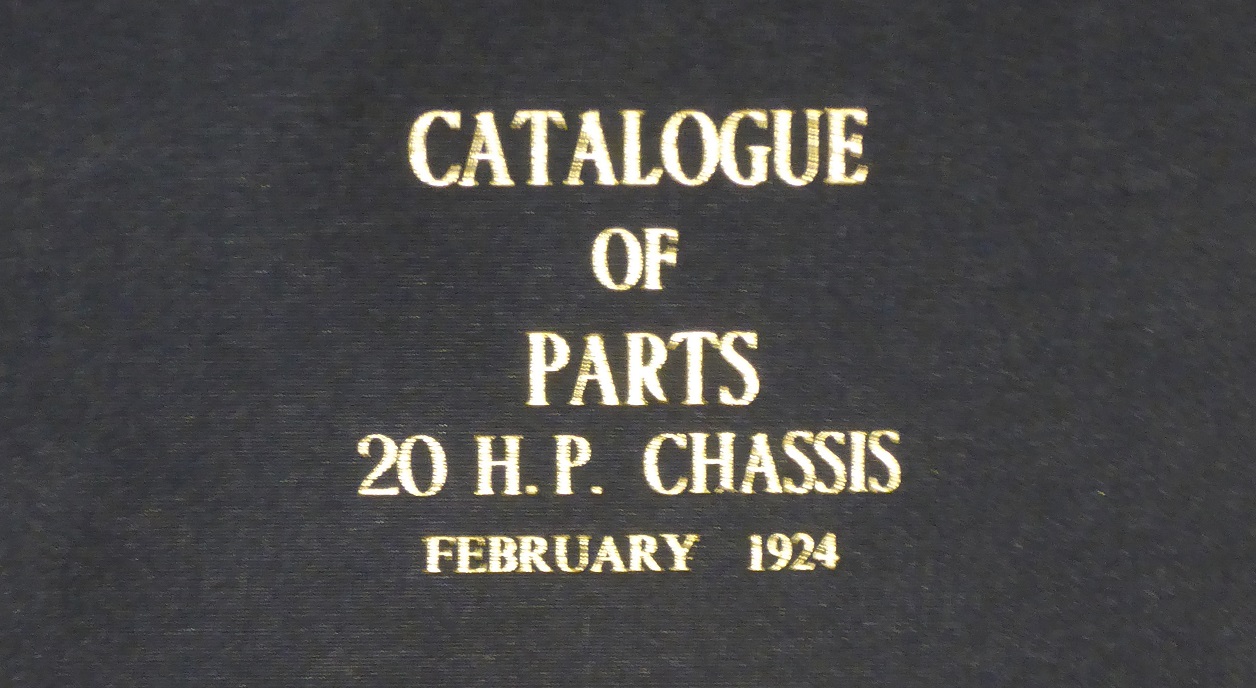 CATALOGUE
OF
PARTS
20 H.P. CHASSIS
FEBRUARY 1924